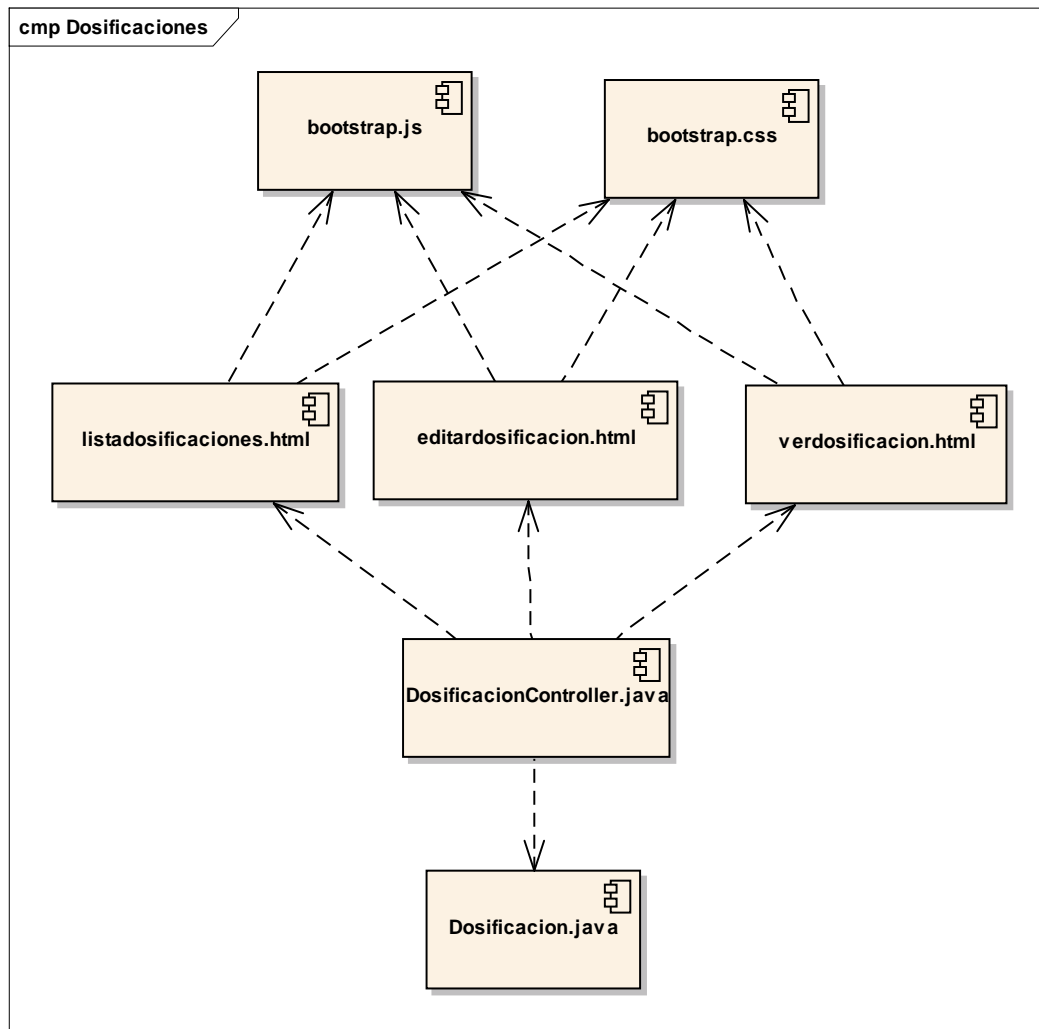 cmp Dosificaciones
bootstrap.js
bootstrap.css
listadosificaciones.html
editardosificacion.html
verdosificacion.html
DosificacionController.java
Dosificacion.java